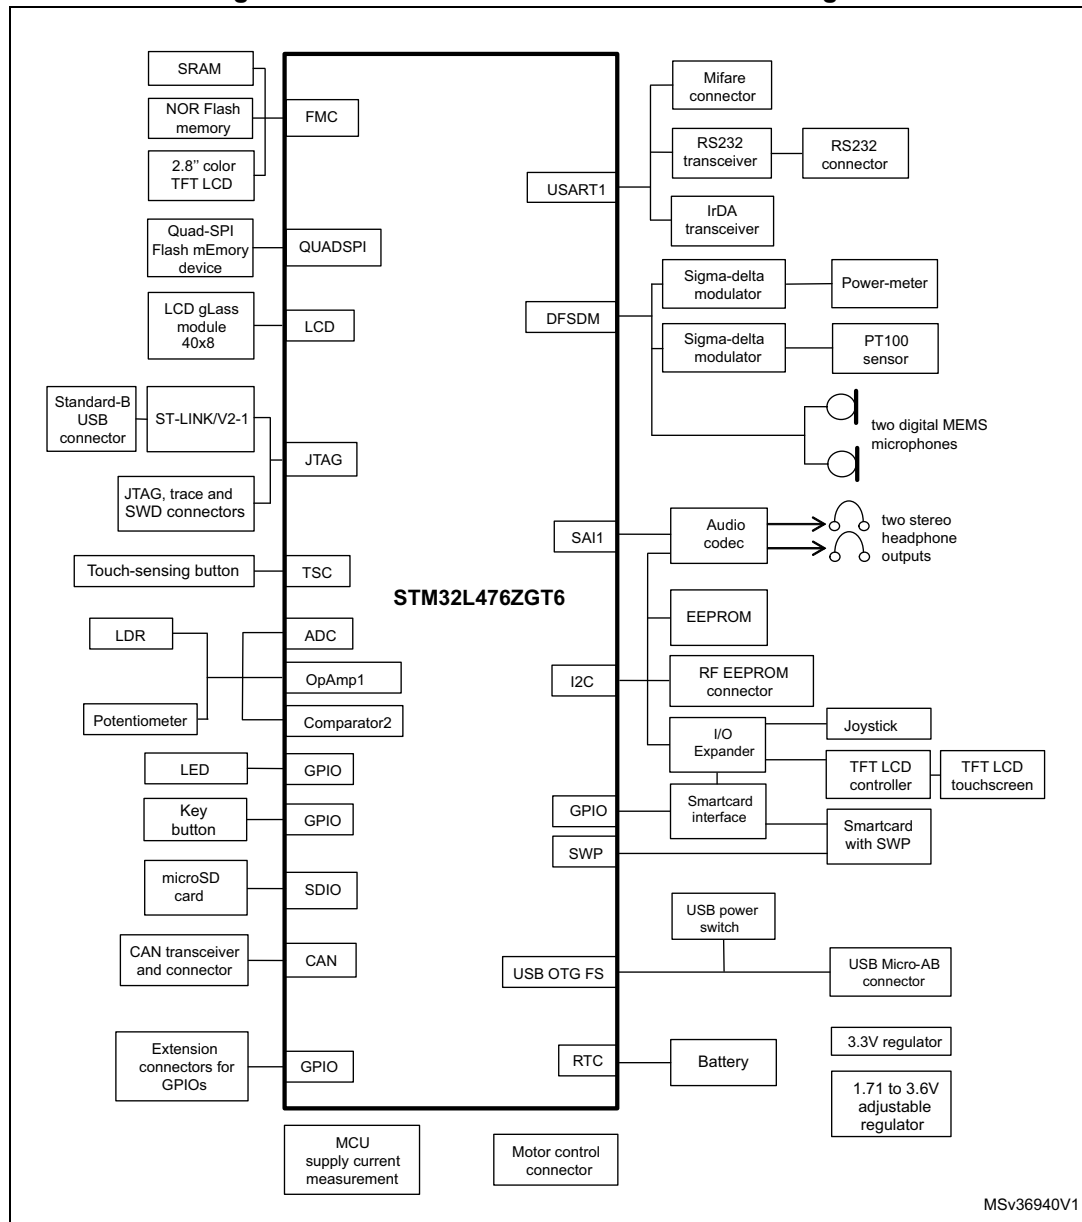 SRAM
NOR Flash
memory
2.8’’ color
TFT LCD
FMC
Quad-SPI
Flash mEmory
device
QUADSPI
LCD gLass
module
40x8
LCD
Standard-B
USB
connector
ST-LINK/V2-1
JTAG, trace and
SWD connectors
JTAG
Touch-sensing button
TSC
LDR
Potentiometer
ADC
OpAmp1
Comparator2
LED
GPIO
Key
button
GPIO
microSD
card
SDIO
CAN transceiver
and connector
CAN
Extension
connectors for
GPIOs
GPIO
STM32L476ZGT6
USART1
Mifare
connector
RS232
transceiver
RS232
connector
IrDA
transceiver
DFSDM
Sigma-delta
modulator
Power-meter
Sigma-delta
modulator
PT100
sensor
two digital MEMS
microphones
SAI1
Audio
codec
two stereo
headphone
outputs
EEPROM
I2C
RF EEPROM
connector
I/O
Expander
Joystick
TFT LCD
controller
TFT LCD
touchscreen
GPIO
Smartcard
interface
SWP
Smartcard
with SWP
USB power
switch
USB OTG FS
USB Micro-AB
connector
RTC
Battery
3.3V regulator
1.71 to 3.6V
adjustable
regulator
MCU
supply current
measurement
Motor control
connector
MSv36940V1